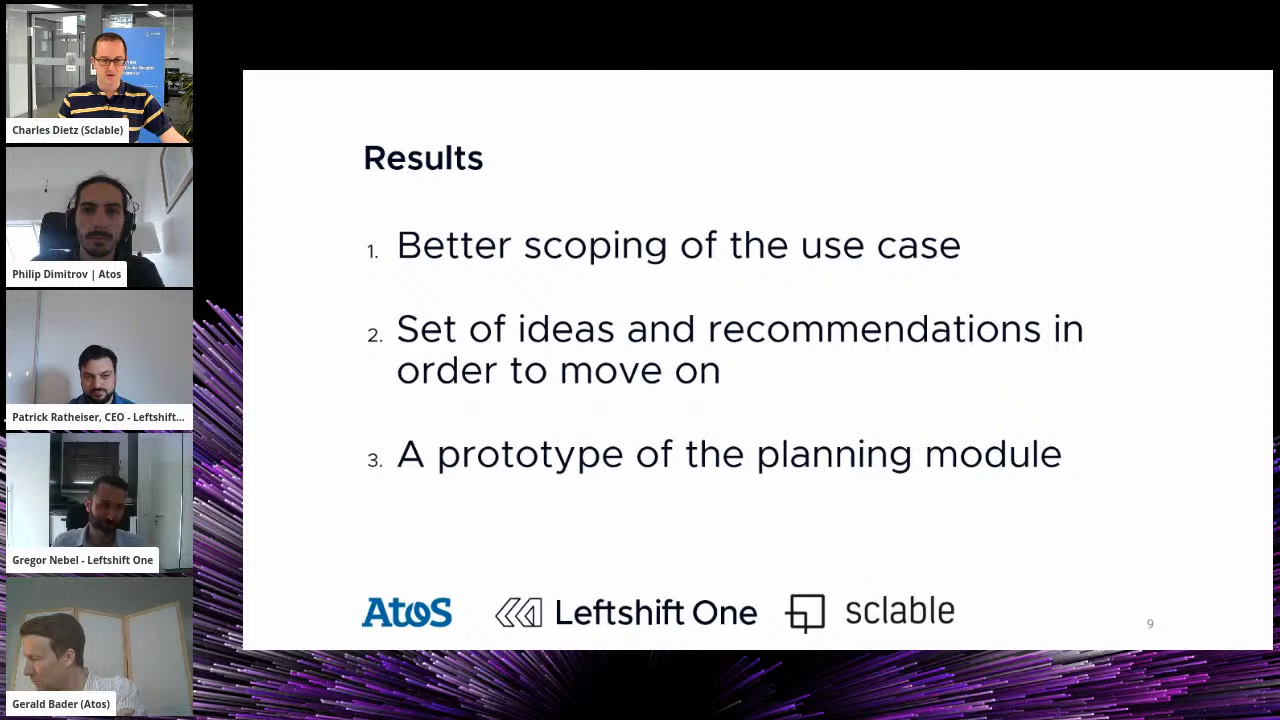 Charles Dietz (Sclable)
Philip Dimitrov | Atos
Patrick Ratheiser, CEO - Leftshift...
Gregor Nebel - Leftshift One
Gerald Bader (Atos)
Results
1. Better scoping of the use case
2. Set of ideas and recommendations in
order to move on
3. A prototype of the planning module
Atos
Leftshift One
sclable
9